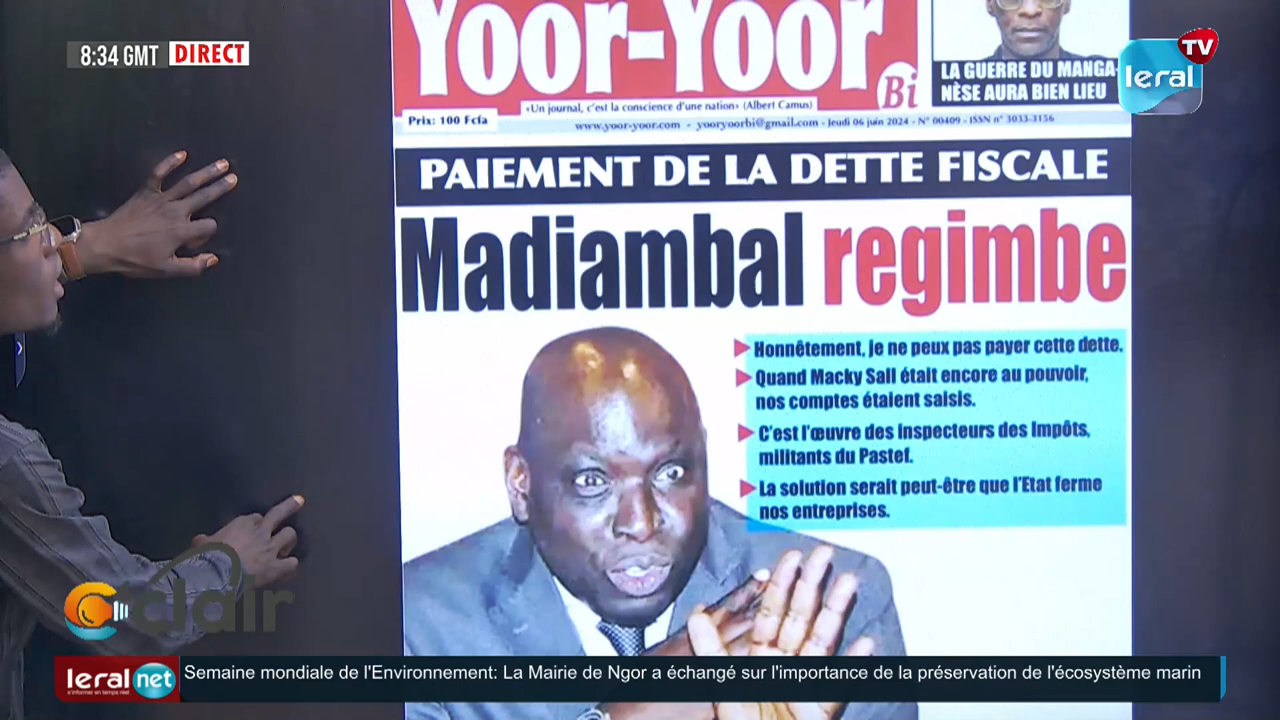 8:34 GMT DIRECT
Yoor-Yoor
Bi
«Un journal, c'est la conscience d'une nation» (Albert Camus)
Prix: 100 Fcfa
www.yoor-yoor.com - yooryoorbi@gmail.com - Jeudi 06 juin 2024 - N° 00409 - ISSN n° 3033-3156
LA GUERRE DU MANGA-
NÈSE AURA BIEN LIEU
leral TV
PAIEMENT DE LA DETTE FISCALE
Madiambal regimbe
Honnêtement, je ne peux pas payer cette dette.
Quand Macky Sall était encore au pouvoir,
nos comptes étaient saisis.
C'est l'œuvre des inspecteurs des Impôts,
militants du Pastef.
La solution serait peut-être que l'Etat ferme
nos entreprises.
clair
leral net
s'informer en temps réel
Semaine mondiale de l'Environnement: La Mairie de Ngor a échangé sur l'importance de la préservation de l'écosystème marin